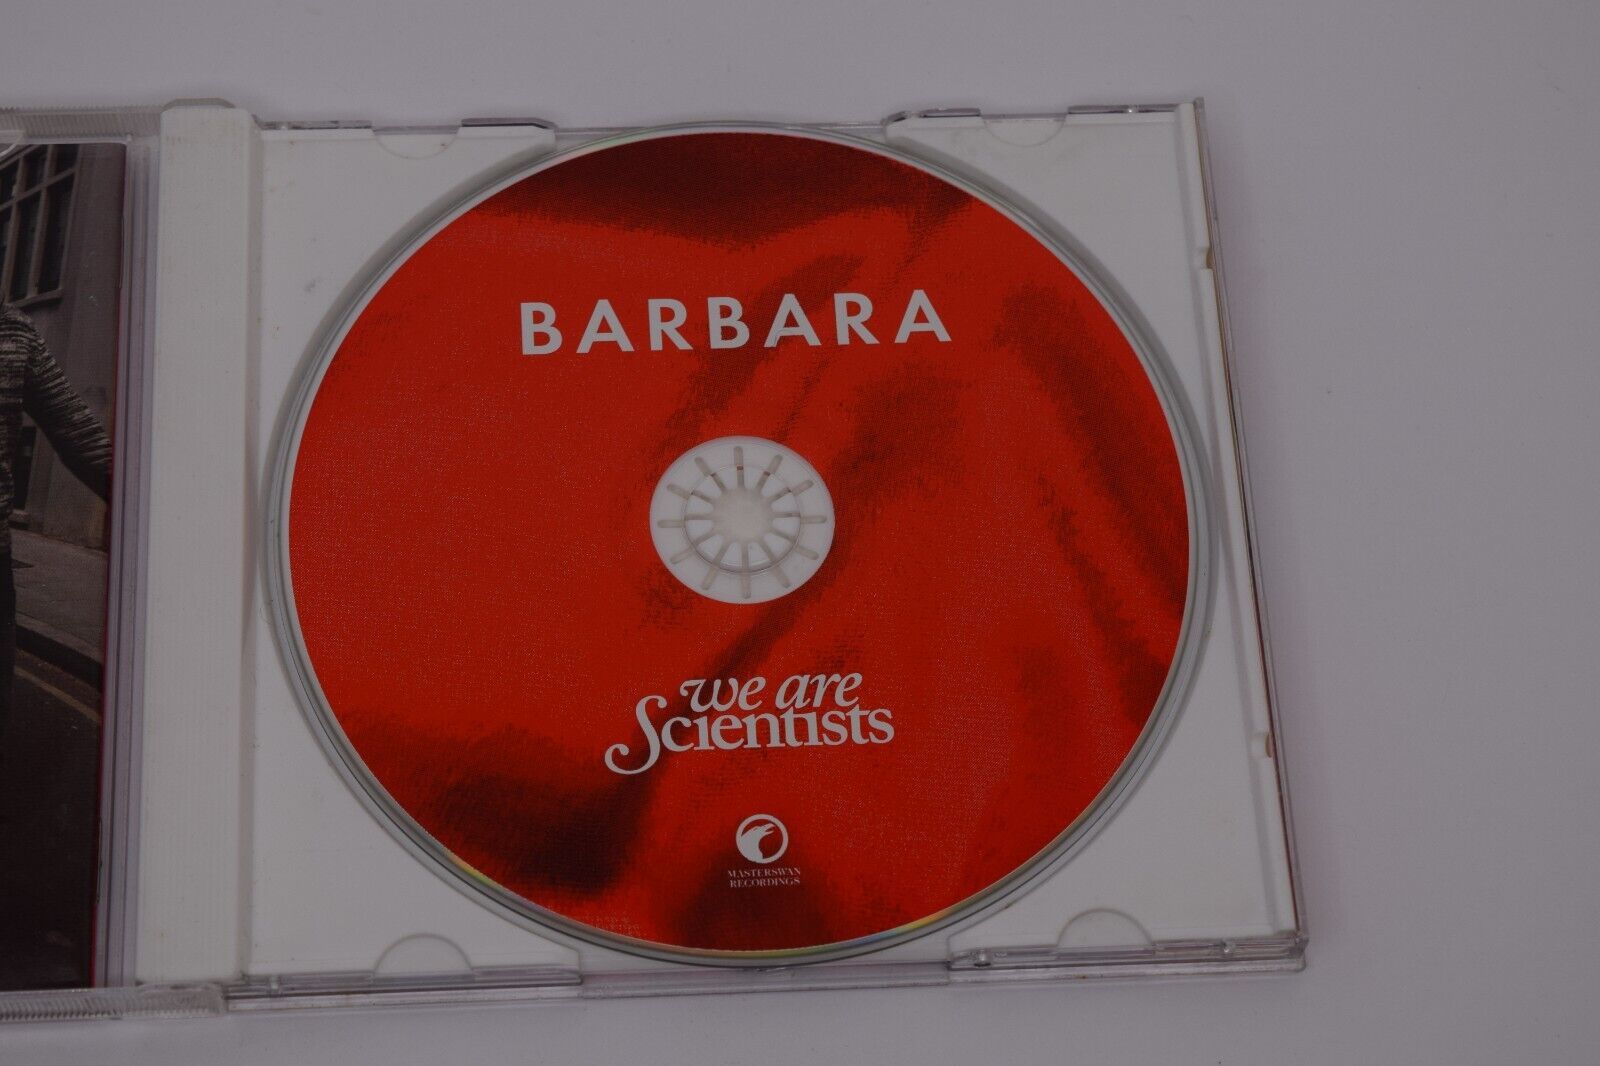 BARBARA
we are
Scientists
MASTERSWAN
RECORDINGS